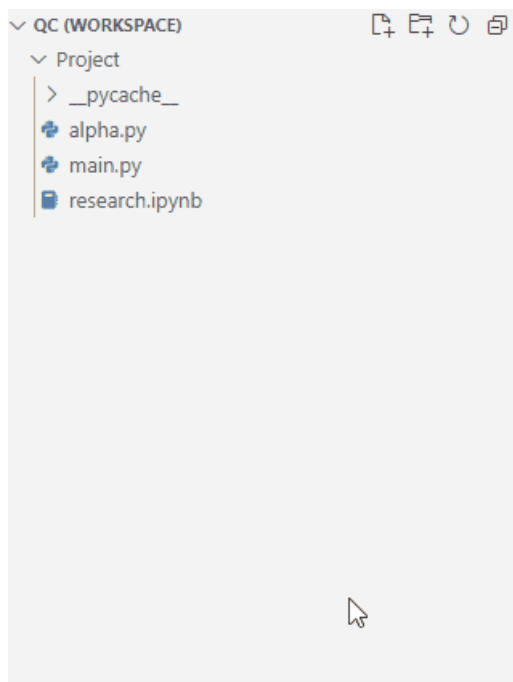 QC (WORKSPACE)
Project
__pycache__
alpha.py
main.py
research.ipynb